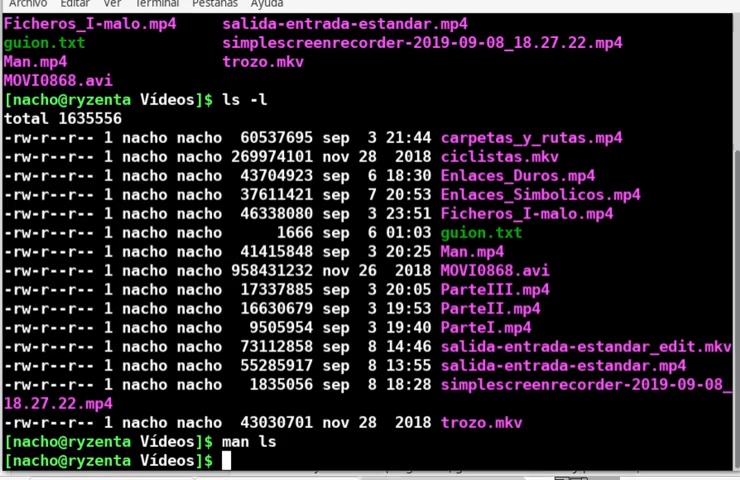 Archivo Editar Ver Terminal Pestañas Ayuda
Ficheros_I-malo.mp4 salida-entrada-estandar.mp4
guion.txt simplescreenrecorder-2019-09-08_18.27.22.mp4
Man.mp4 trozo.mkv
MOVI0868.avi
[nacho@ryzenta Vídeos]$ ls -l
total 1635556
-rw-r--r-- 1 nacho nacho 60537695 sep 3 21:44 carpetas_y_rutas.mp4
-rw-r--r-- 1 nacho nacho 269974101 nov 28 2018 ciclistas.mkv
-rw-r--r-- 1 nacho nacho 43704923 sep 6 18:30 Enlaces_Duros.mp4
-rw-r--r-- 1 nacho nacho 37611421 sep 7 20:53 Enlaces_Simbolicos.mp4
-rw-r--r-- 1 nacho nacho 46338080 sep 3 23:51 Ficheros_I-malo.mp4
-rw-r--r-- 1 nacho nacho 1666 sep 6 01:03 guion.txt
-rw-r--r-- 1 nacho nacho 41415848 sep 3 20:25 Man.mp4
-rw-r--r-- 1 nacho nacho 958431232 nov 26 2018 MOVI0868.avi
-rw-r--r-- 1 nacho nacho 17337885 sep 3 20:05 ParteIII.mp4
-rw-r--r-- 1 nacho nacho 16630679 sep 3 19:53 ParteII.mp4
-rw-r--r-- 1 nacho nacho 9505954 sep 3 19:40 ParteI.mp4
-rw-r--r-- 1 nacho nacho 73112858 sep 8 14:46 salida-entrada-estandar_edit.mkv
-rw-r--r-- 1 nacho nacho 55285917 sep 8 13:55 salida-entrada-estandar.mp4
-rw-r--r-- 1 nacho nacho 1835056 sep 8 18:28 simplescreenrecorder-2019-09-08_
18.27.22.mp4
-rw-r--r-- 1 nacho nacho 43030701 nov 28 2018 trozo.mkv
[nacho@ryzenta Vídeos]$ man ls
[nacho@ryzenta Vídeos]$